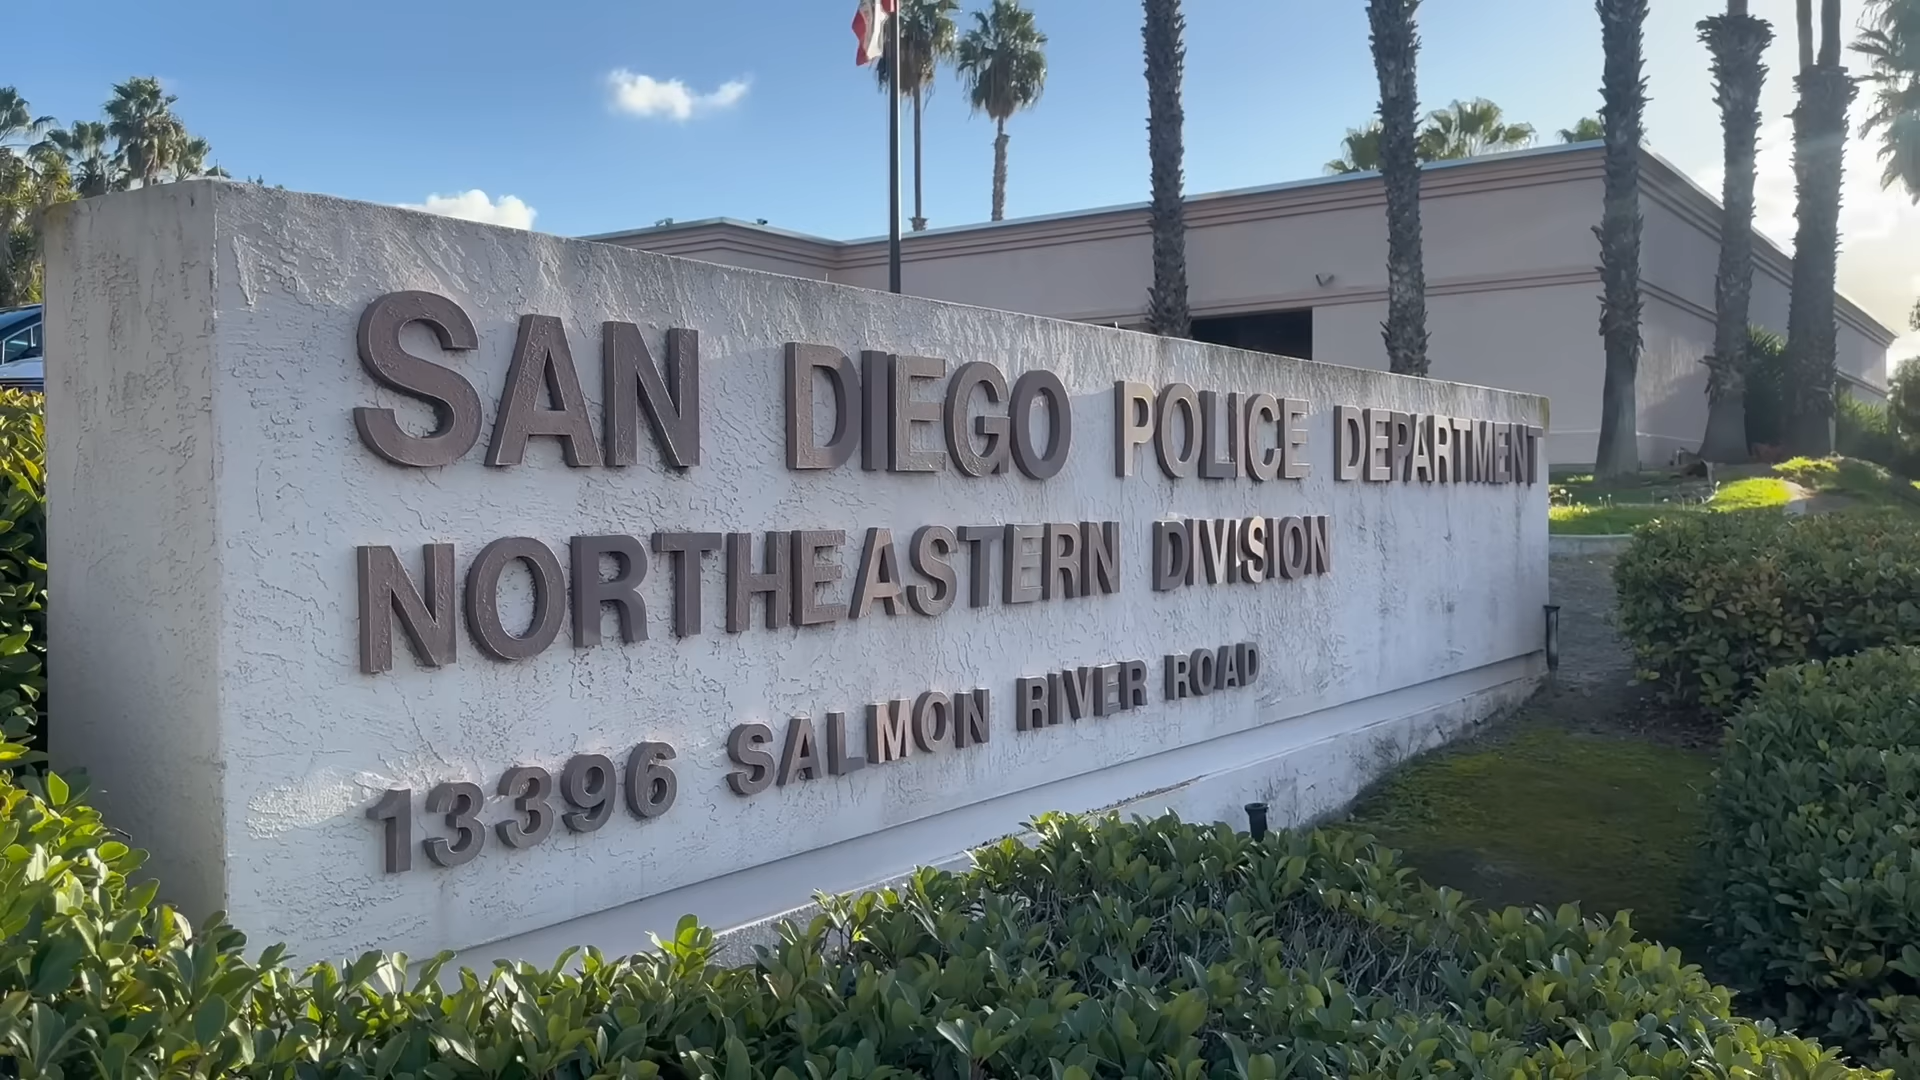 SAN DIEGO POLICE DEPARTMENT
NORTHEASTERN DIVISION
13396 SALMON RIVER ROAD